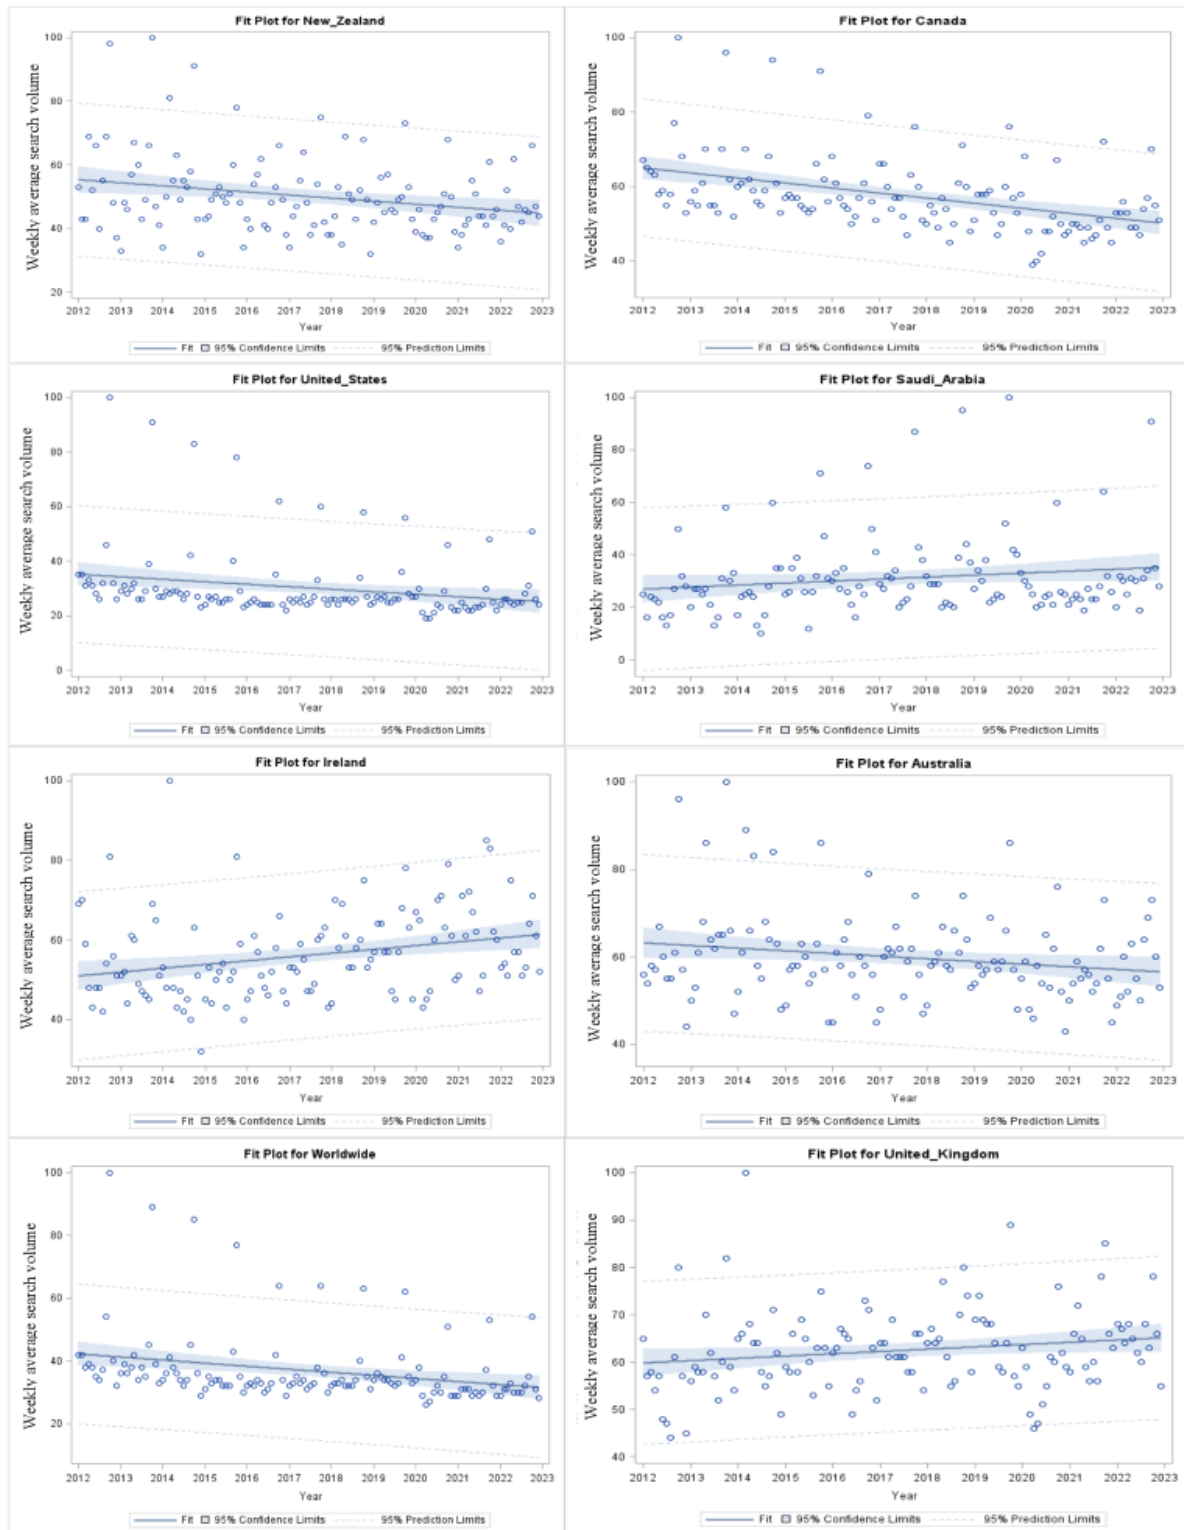 Fit Plot for New_Zealand
Weekly average search volume
100
80
60
40
20
2012 2013 2014 2015 2016 2017 2018 2019 2020 2021 2022 2023
Year
Fit 95% Confidence Limits 95% Prediction Limits
Fit Plot for Canada
Weekly average search volume
100
80
60
40
2012 2013 2014 2015 2016 2017 2018 2019 2020 2021 2022 2023
Year
Fit 95% Confidence Limits 95% Prediction Limits
Fit Plot for United_States
Weekly average search volume
100
80
60
40
20
0
2012 2013 2014 2015 2016 2017 2018 2019 2020 2021 2022 2023
Year
Fit 95% Confidence Limits 95% Prediction Limits
Fit Plot for Saudi_Arabia
Weekly average search volume
100
80
60
40
20
0
2012 2013 2014 2015 2016 2017 2018 2019 2020 2021 2022 2023
Year
Fit 95% Confidence Limits 95% Prediction Limits
Fit Plot for Ireland
Weekly average search volume
100
80
60
40
2012 2013 2014 2015 2016 2017 2018 2019 2020 2021 2022 2023
Year
Fit 95% Confidence Limits 95% Prediction Limits
Fit Plot for Australia
Weekly average search volume
100
80
60
40
2012 2013 2014 2015 2016 2017 2018 2019 2020 2021 2022 2023
Year
Fit 95% Confidence Limits 95% Prediction Limits
Fit Plot for Worldwide
Weekly average search volume
100
80
60
40
20
2012 2013 2014 2015 2016 2017 2018 2019 2020 2021 2022 2023
Year
Fit 95% Confidence Limits 95% Prediction Limits
Fit Plot for United_Kingdom
Weekly average search volume
100
90
80
70
60
50
40
2012 2013 2014 2015 2016 2017 2018 2019 2020 2021 2022 2023
Year
Fit 95% Confidence Limits 95% Prediction Limits